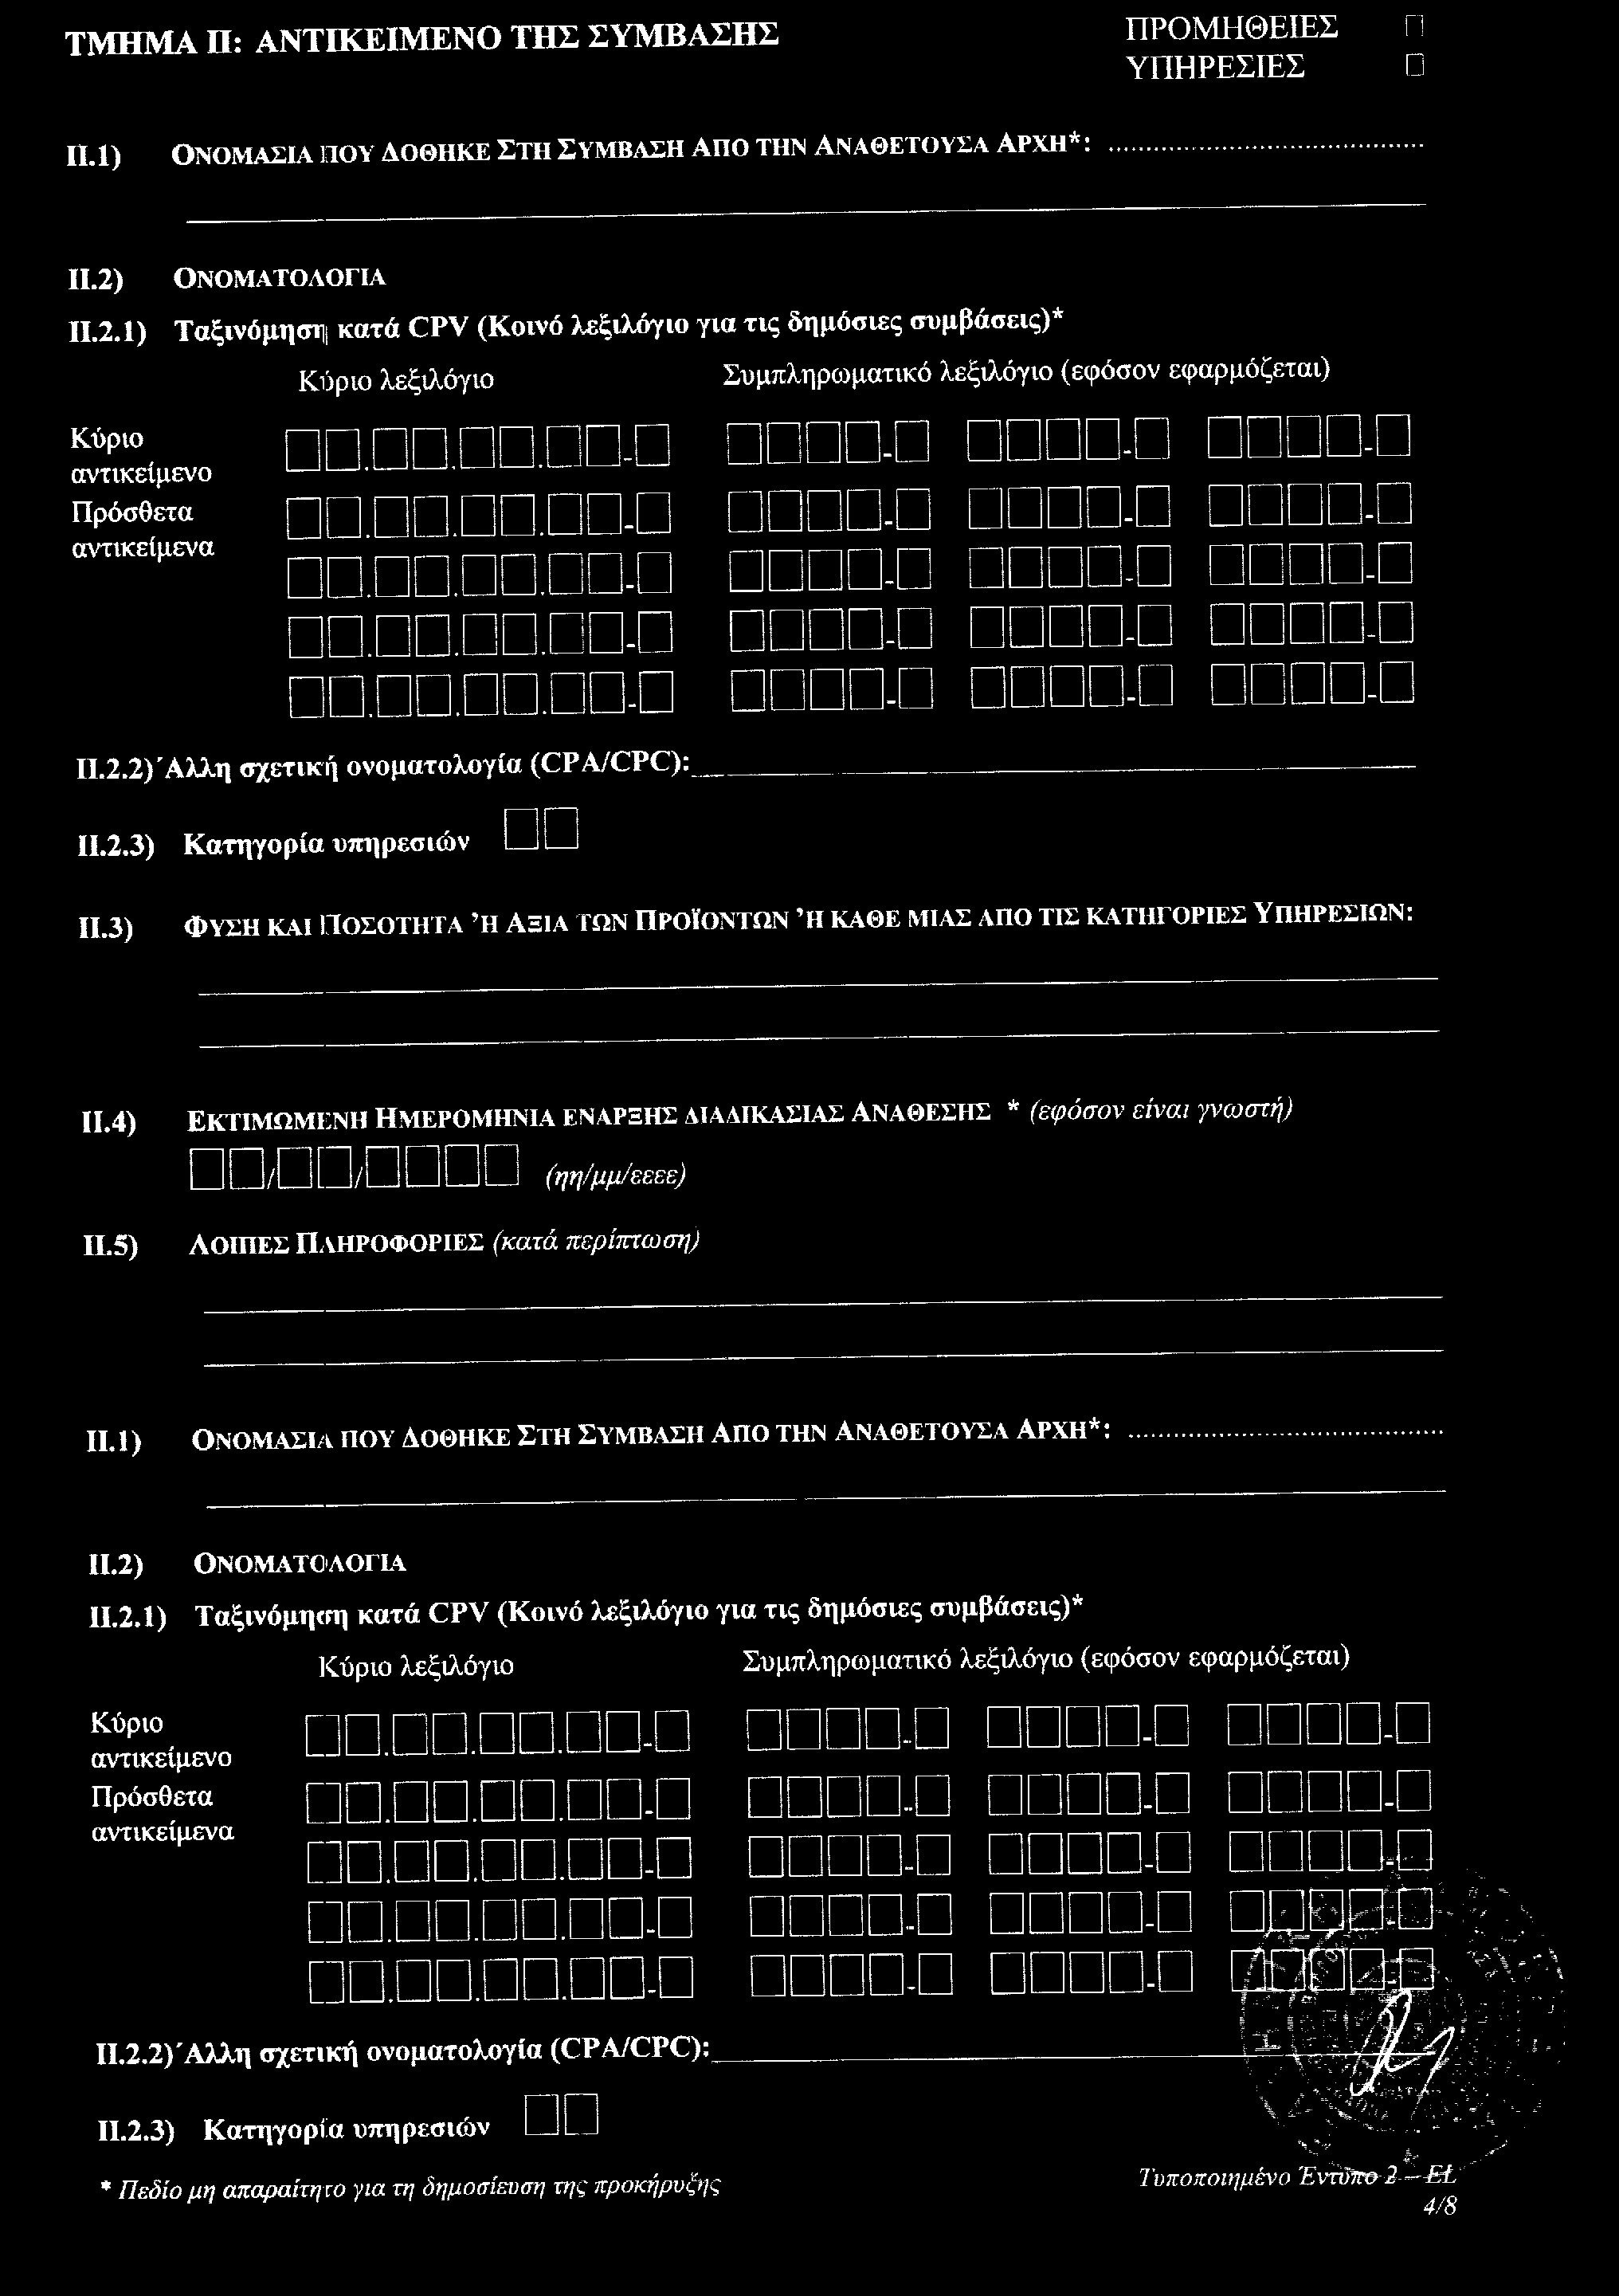 ΤΜΗΜΑ ΙΙ: ΑΝΤΙΚΕΙΜΕΝΟ ΤΗΣ ΣΥΜΒΑΣΗΣ
ΠΡΟΜΗΘΕΙΕΣ □
ΥΠΗΡΕΣΙΕΣ □
II.1) ΟΝΟΜΑΣΙΑ ΠΟΥ ΔΟΘΗΚΕ ΣΤΗ ΣΥΜΒΑΣΗ ΑΠΟ ΤΗΝ ΑΝΑΘΕΤΟΥΣΑ ΑΡΧΗ*: ................................................
II.2) ΟΝΟΜΑΤΟΛΟΓΙΑ
II.2.1) Ταξινόμηση κατά CPV (Κοινό λεξιλόγιο για τις δημόσιες συμβάσεις)*
Κύριο λεξιλόγιο Συμπληρωματικό λεξιλόγιο (εφόσον εφαρμόζεται)
Κύριο
αντικείμενο □□.□□.□□.□□-□ □□□□-□ □□□□-□ □□□□-□
Πρόσθετα
αντικείμενα □□.□□.□□.□□-□ □□□□-□ □□□□-□ □□□□-□
□□.□□.□□.□□-□ □□□□-□ □□□□-□ □□□□-□
□□.□□.□□.□□-□ □□□□-□ □□□□-□ □□□□-□
□□.□□.□□.□□-□ □□□□-□ □□□□-□ □□□□-□
II.2.2) Άλλη σχετική ονοματολογία (CPA/CPC):
II.2.3) Κατηγορία υπηρεσιών □□
II.3) ΦΥΣΗ ΚΑΙ ΠΟΣΟΤΗΤΑ Ή ΑΞΙΑ ΤΩΝ ΠΡΟΪΟΝΤΩΝ Ή ΚΑΘΕ ΜΙΑΣ ΑΠΟ ΤΙΣ ΚΑΤΗΓΟΡΙΕΣ ΥΠΗΡΕΣΙΩΝ:
II.4) ΕΚΤΙΜΩΜΕΝΗ ΗΜΕΡΟΜΗΝΙΑ ΕΝΑΡΞΗΣ ΔΙΑΔΙΚΑΣΙΑΣ ΑΝΑΘΕΣΗΣ * (εφόσον είναι γνωστή)
□□/□□/□□□□ (ηη/μμ/εεεε)
II.5) ΛΟΙΠΕΣ ΠΛΗΡΟΦΟΡΙΕΣ (κατά περίπτωση)
II.1) ΟΝΟΜΑΣΙΑ ΠΟΥ ΔΟΘΗΚΕ ΣΤΗ ΣΥΜΒΑΣΗ ΑΠΟ ΤΗΝ ΑΝΑΘΕΤΟΥΣΑ ΑΡΧΗ*: ................................................
II.2) ΟΝΟΜΑΤΟΛΟΓΙΑ
II.2.1) Ταξινόμηση κατά CPV (Κοινό λεξιλόγιο για τις δημόσιες συμβάσεις)*
Κύριο λεξιλόγιο Συμπληρωματικό λεξιλόγιο (εφόσον εφαρμόζεται)
Κύριο
αντικείμενο □□.□□.□□.□□-□ □□□□-□ □□□□-□ □□□□-□
Πρόσθετα
αντικείμενα □□.□□.□□.□□-□ □□□□-□ □□□□-□ □□□□-□
□□.□□.□□.□□-□ □□□□-□ □□□□-□ □□□□-□
□□.□□.□□.□□-□ □□□□-□ □□□□-□ □□□□-□
□□.□□.□□.□□-□ □□□□-□ □□□□-□ □□□□-□
II.2.2) Άλλη σχετική ονοματολογία (CPA/CPC):
II.2.3) Κατηγορία υπηρεσιών □□
* Πεδίο μη απαραίτητο για τη δημοσίευση της προκήρυξης
Τυποποιημένο Έντυπο 2 – EL
4/8